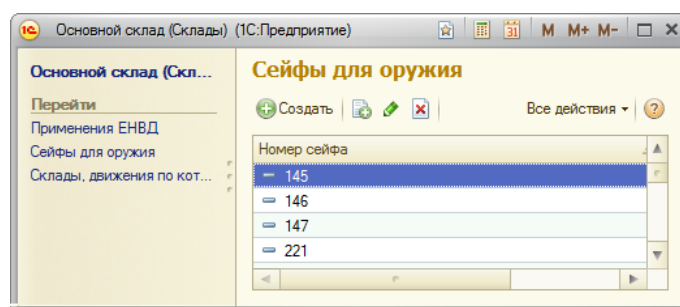 Основной склад (Склады) (1С:Предприятие)
31 M M+ M-
Основной склад (Скл...
Перейти
Применения ЕНВД
Сейфы для оружия
Склады, движения по кот...
Сейфы для оружия
Создать
Все действия
?
Номер сейфа
145
146
147
221